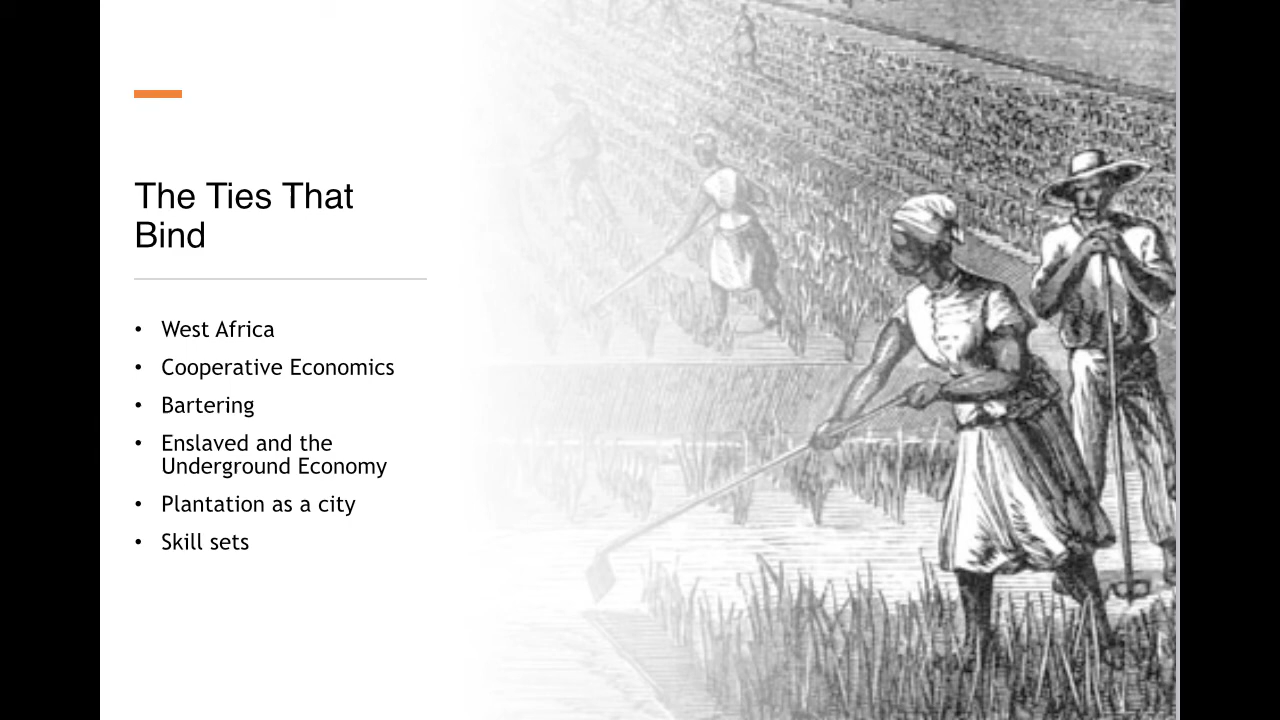 The Ties That
Bind
• West Africa
• Cooperative Economics
• Bartering
• Enslaved and the
Underground Economy
• Plantation as a city
• Skill sets